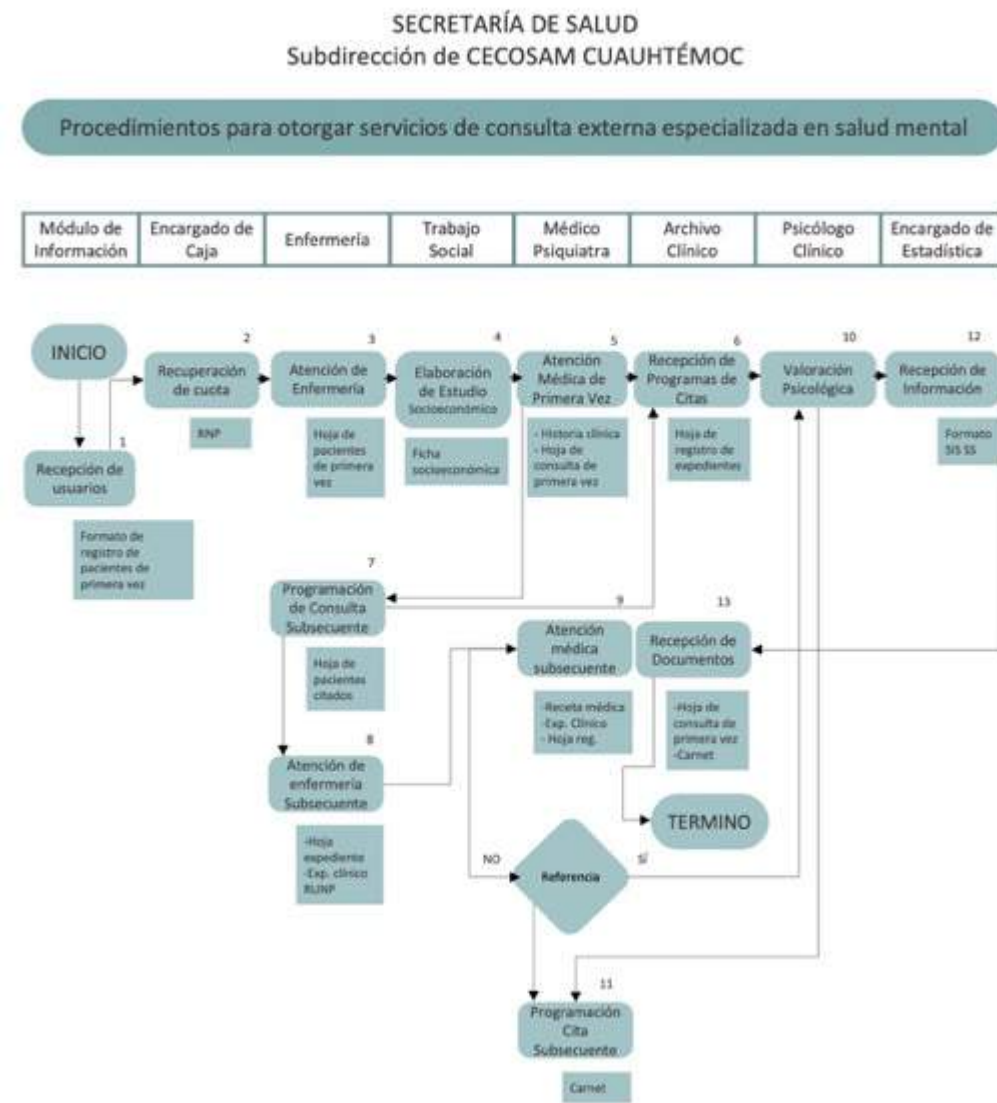 SECRETARÍA DE SALUD
Subdirección de CECOSAM CUAUHTÉMOC
Procedimientos para otorgar servicios de consulta externa especializada en salud mental
Módulo de
Información
Encargado de
Caja
Enfermería
Trabajo
Social
Médico
Psiquiatra
Archivo
Clínico
Psicólogo
Clínico
Encargado de
Estadística
INICIO
1
Recepción de
usuarios
Formato de
registro de
pacientes de
primera vez
2
Recuperación
de cuota
RNP
3
Atención de
Enfermería
Hoja de
pacientes
de primera
vez
4
Elaboración
de Estudio
Socioeconómico
Ficha
socioeconómica
5
Atención
Médica de
Primera Vez
- Historia clínica
- Hoja de
consulta de
primera vez
6
Recepción de
Programas de
Citas
Hoja de
registro de
expedientes
10
Valoración
Psicológica
12
Recepción de
Información
Formato
SIS SS
7
Programación
de Consulta
Subsecuente
Hoja de
pacientes
citados
9
Atención
médica
subsecuente
-Receta médica
-Exp. Clínico
- Hoja reg.
13
Recepción de
Documentos
-Hoja de
consulta de
primera vez
-Carnet
8
Atención de
enfermería
Subsecuente
-Hoja
expediente
-Exp. clínico
RUNP
TERMINO
NO
Referencia
SÍ
11
Programación
Cita
Subsecuente
Carnet